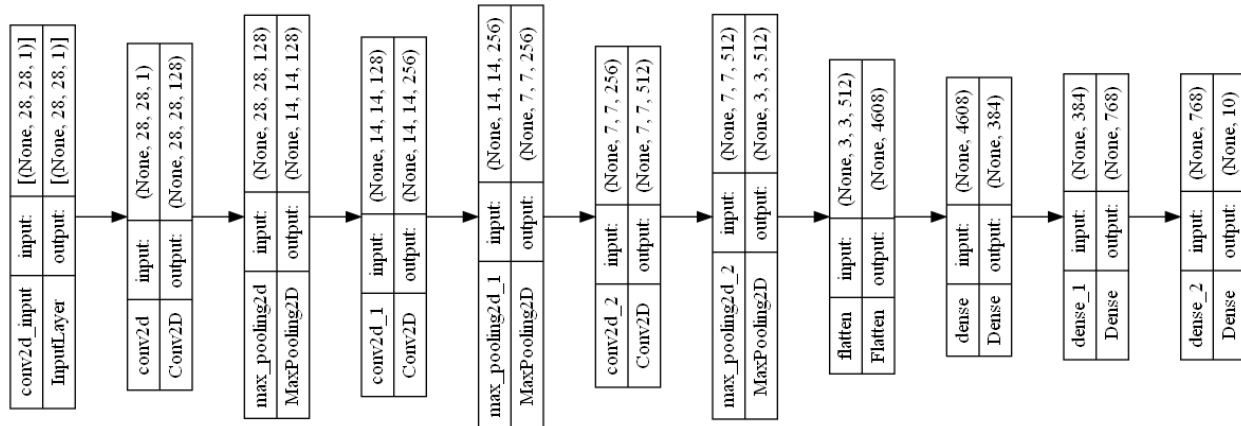 conv2d_input input: [(None, 28, 28, 1)]
InputLayer output: [(None, 28, 28, 1)]
conv2d input: (None, 28, 28, 1)
Conv2D output: (None, 28, 28, 128)
max_pooling2d input: (None, 28, 28, 128)
MaxPooling2D output: (None, 14, 14, 128)
conv2d_1 input: (None, 14, 14, 128)
Conv2D output: (None, 14, 14, 256)
max_pooling2d_1 input: (None, 14, 14, 256)
MaxPooling2D output: (None, 7, 7, 256)
conv2d_2 input: (None, 7, 7, 256)
Conv2D output: (None, 7, 7, 512)
max_pooling2d_2 input: (None, 7, 7, 512)
MaxPooling2D output: (None, 3, 3, 512)
flatten input: (None, 3, 3, 512)
Flatten output: (None, 4608)
dense input: (None, 4608)
Dense output: (None, 384)
dense_1 input: (None, 384)
Dense output: (None, 768)
dense_2 input: (None, 768)
Dense output: (None, 10)